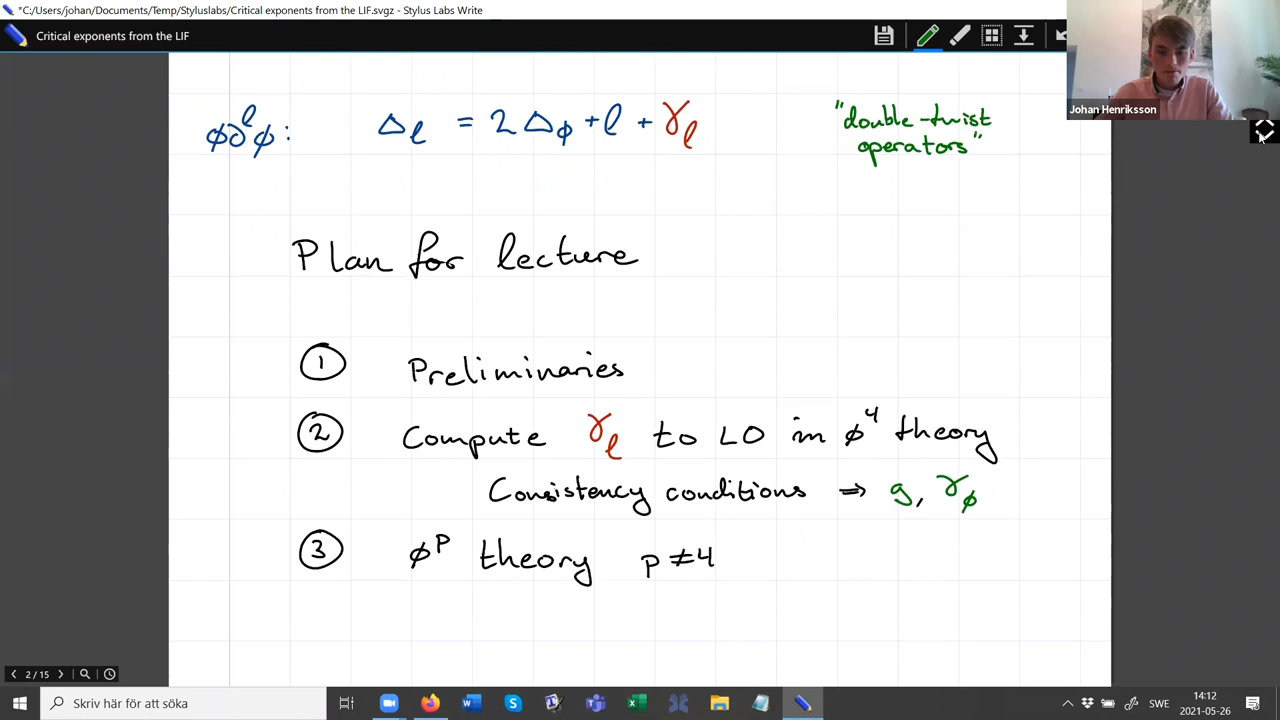 *C:/Users/johan/Documents/Temp/Styluslabs/Critical exponents from the LIF.svgz - Stylus Labs Write
Critical exponents from the LIF
Johan Henriksson
ϕ∂^lϕ: Δ_l = 2Δ_ϕ + l + γ_l "double-twist
operators"
Plan for lecture
① Preliminaries
② Compute γ_l to LO in ϕ^4 theory
Consistency conditions ⇒ g, γ_ϕ
③ ϕ^p theory p≠4
2 / 15
Skriv här för att söka
SWE
14:12
2021-05-26